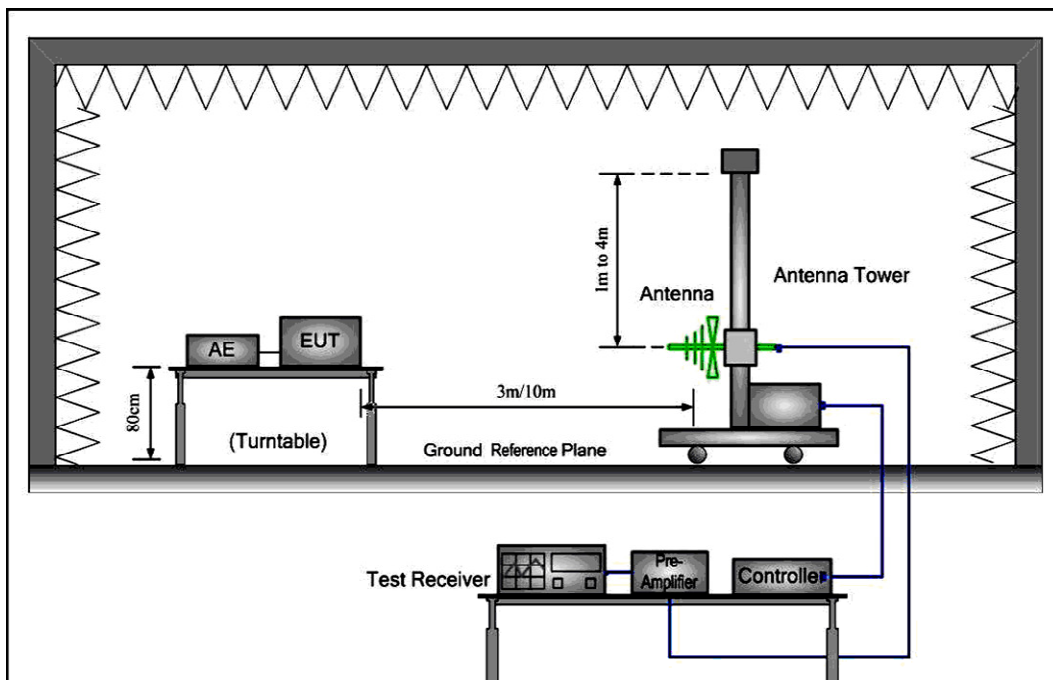 1m to 4m
Antenna Tower
Antenna
AE
EUT
80cm
3m/10m
(Turntable)
Ground Reference Plane
Test Receiver
Pre-
Amplifier
Controller